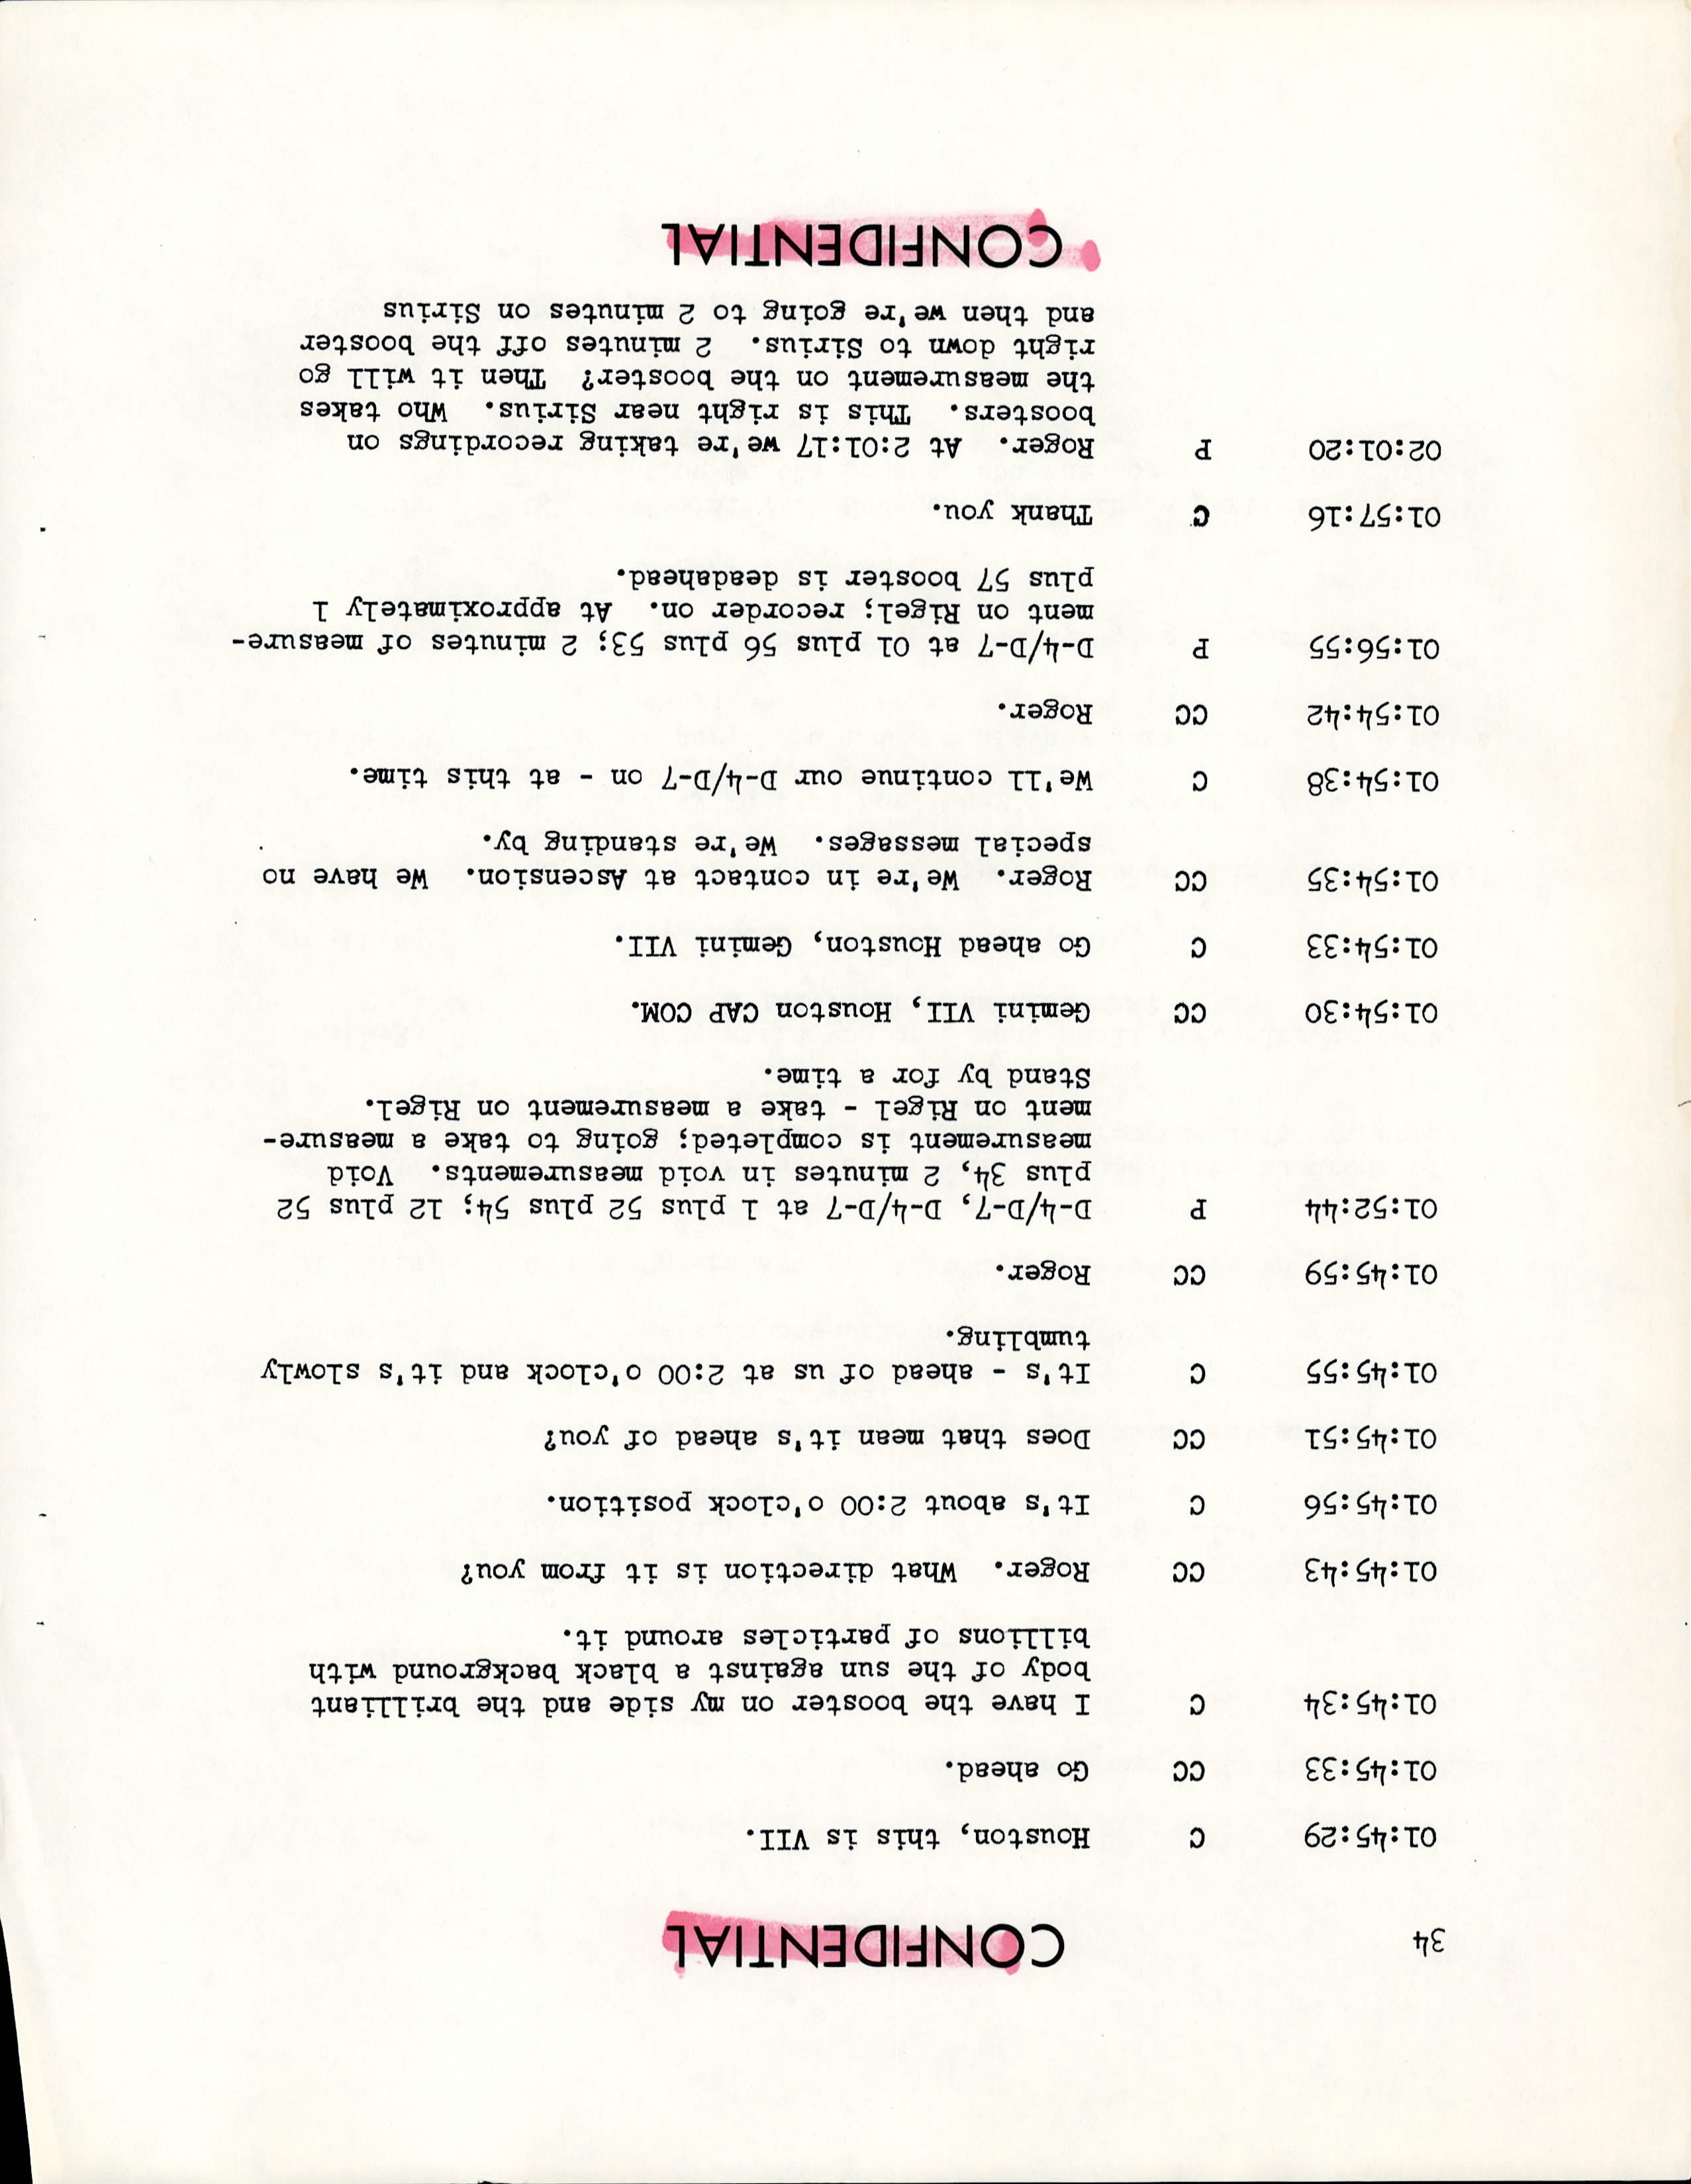 34
CONFIDENTIAL
01:45:29 C Houston, this is VII.
01:45:33 CC Go ahead.
01:45:34 C I have the booster on my side and the brilliant
body of the sun against a black background with
billions of particles around it.
01:45:43 CC Roger. What direction is it from you?
01:45:56 C It's about 2:00 o'clock position.
01:45:51 CC Does that mean it's ahead of you?
01:45:55 C It's - ahead of us at 2:00 o'clock and it's slowly
tumbling.
01:45:59 CC Roger.
01:52:44 P D-4/D-7, D-4/D-7 at 1 plus 52 plus 54; 12 plus 52
plus 34, 2 minutes in void measurements. Void
measurement is completed; going to take a measure-
ment on Rigel - take a measurement on Rigel.
Stand by for a time.
01:54:30 CC Gemini VII, Houston CAP COM.
01:54:33 C Go ahead Houston, Gemini VII.
01:54:35 CC Roger. We're in contact at Ascension. We have no
special messages. We're standing by.
01:54:38 C We'll continue our D-4/D-7 on - at this time.
01:54:42 CC Roger.
01:56:55 P D-4/D-7 at 01 plus 56 plus 53; 2 minutes of measure-
ment on Rigel; recorder on. At approximately 1
plus 57 booster is deadahead.
01:57:16 C Thank you.
02:01:20 P Roger. At 2:01:17 we're taking recordings on
boosters. This is right near Sirius. Who takes
the measurement on the booster? Then it will go
right down to Sirius. 2 minutes off the booster
and then we're going to 2 minutes on Sirius
CONFIDENTIAL